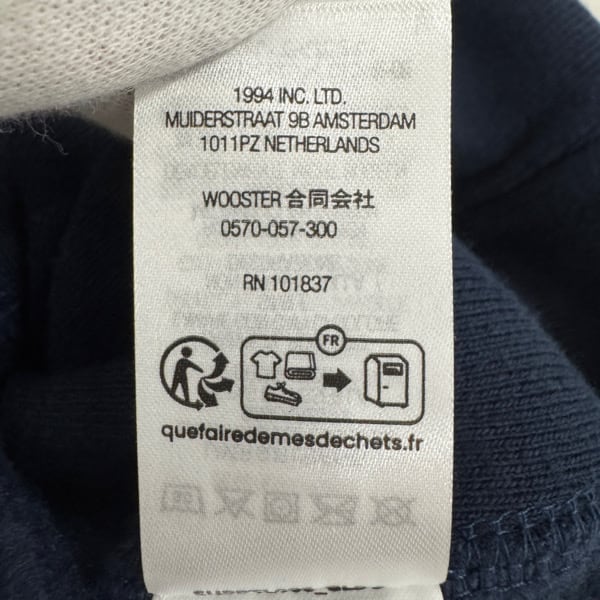 1994 INC. LTD.
MUIDERSTRAAT 9B AMSTERDAM
1011PZ NETHERLANDS
WOOSTER 合同会社
0570-057-300
RN 101837
FR
quefairedemesdechets.fr